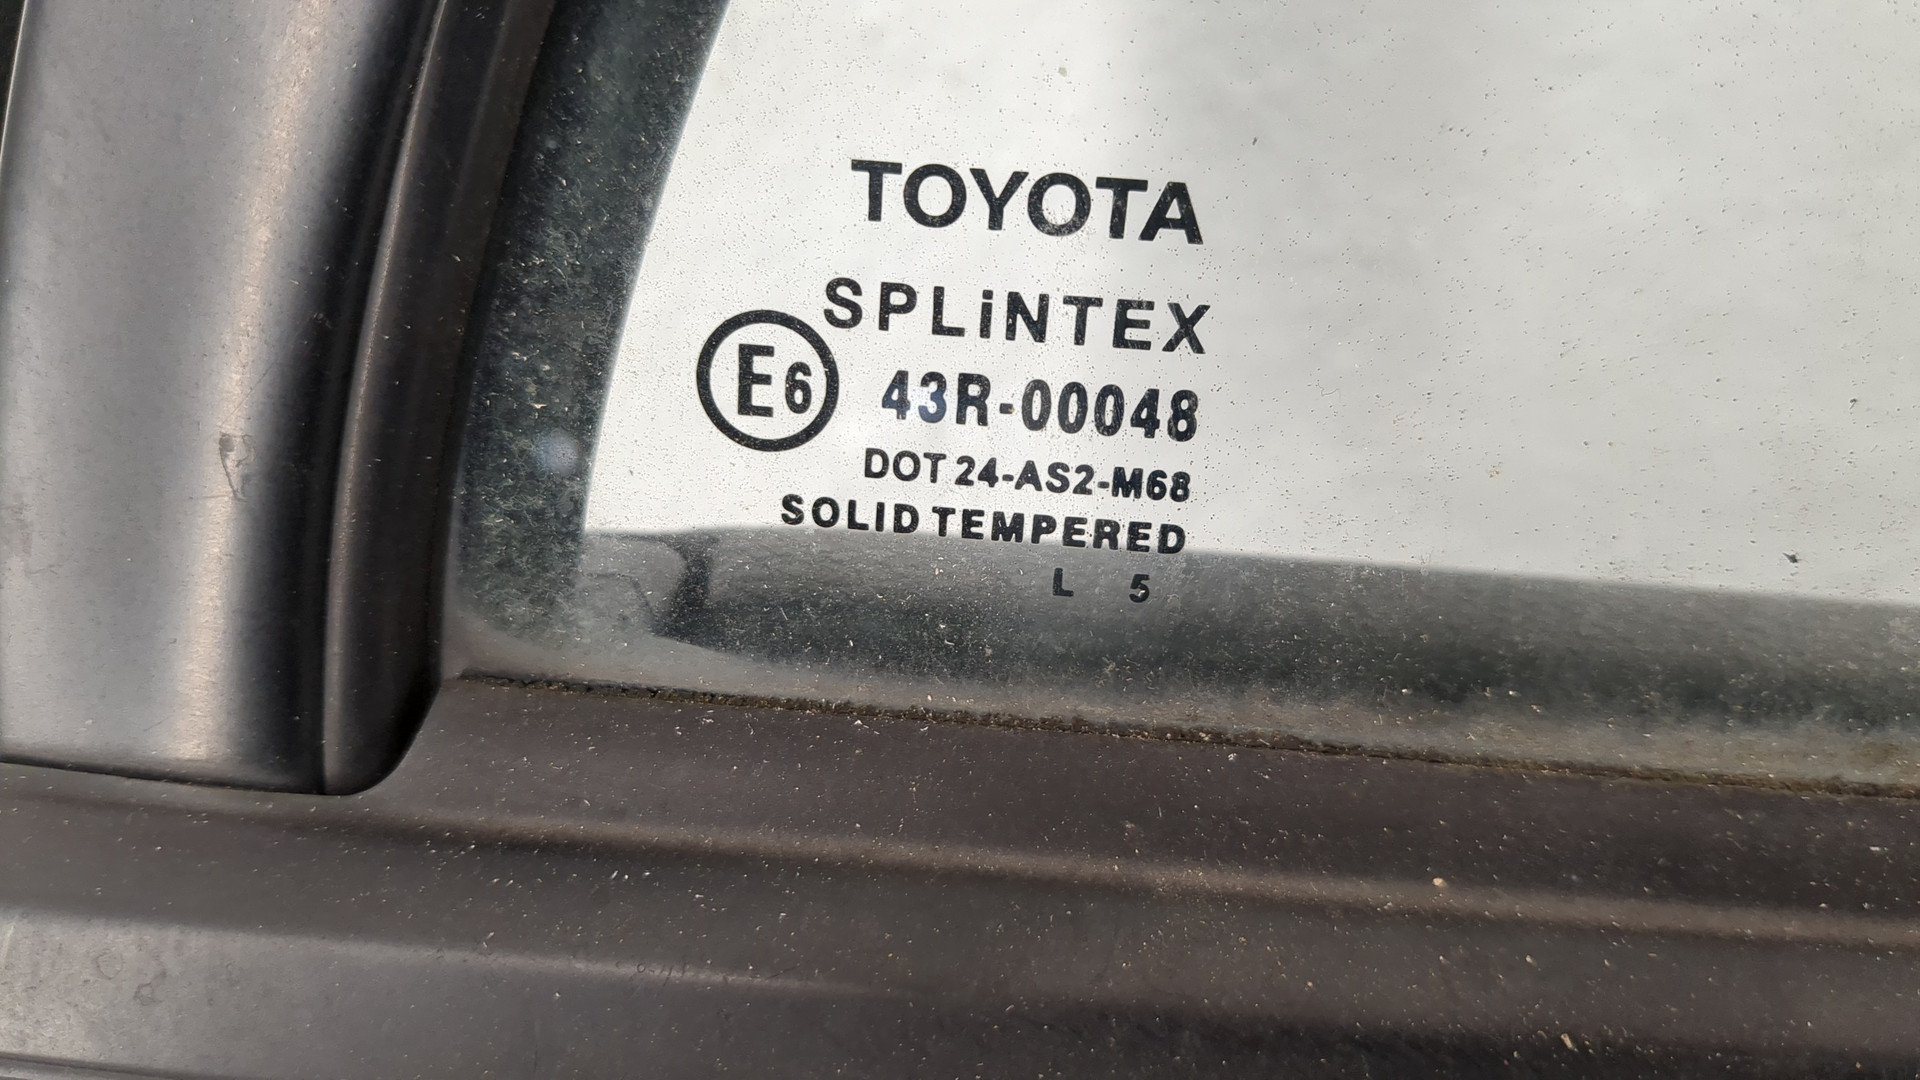 TOYOTA
SPLiNTEX
E6 43R-00048
DOT 24-AS2-M68
SOLID TEMPERED
L 5